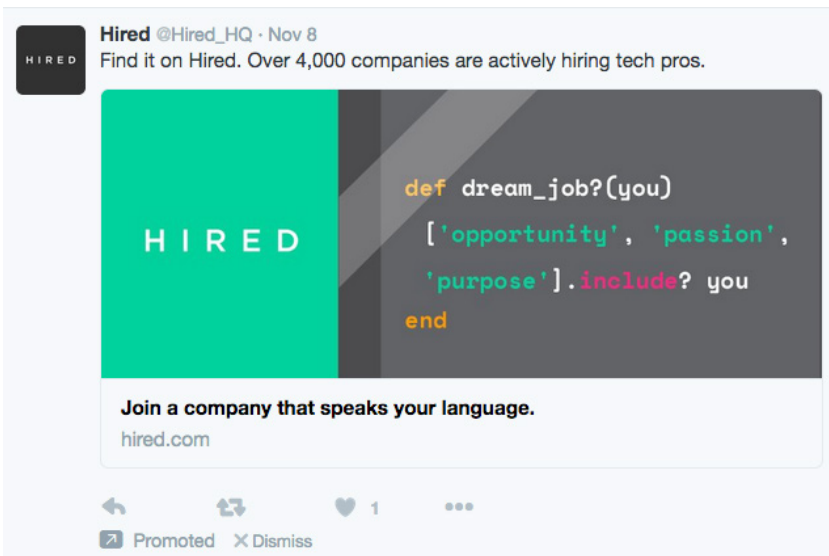 HIRED
Hired @Hired_HQ · Nov 8
Find it on Hired. Over 4,000 companies are actively hiring tech pros.
HIRED
def dream_job?(you)
['opportunity', 'passion',
'purpose'].include? you
end
Join a company that speaks your language.
hired.com
1
Promoted Dismiss